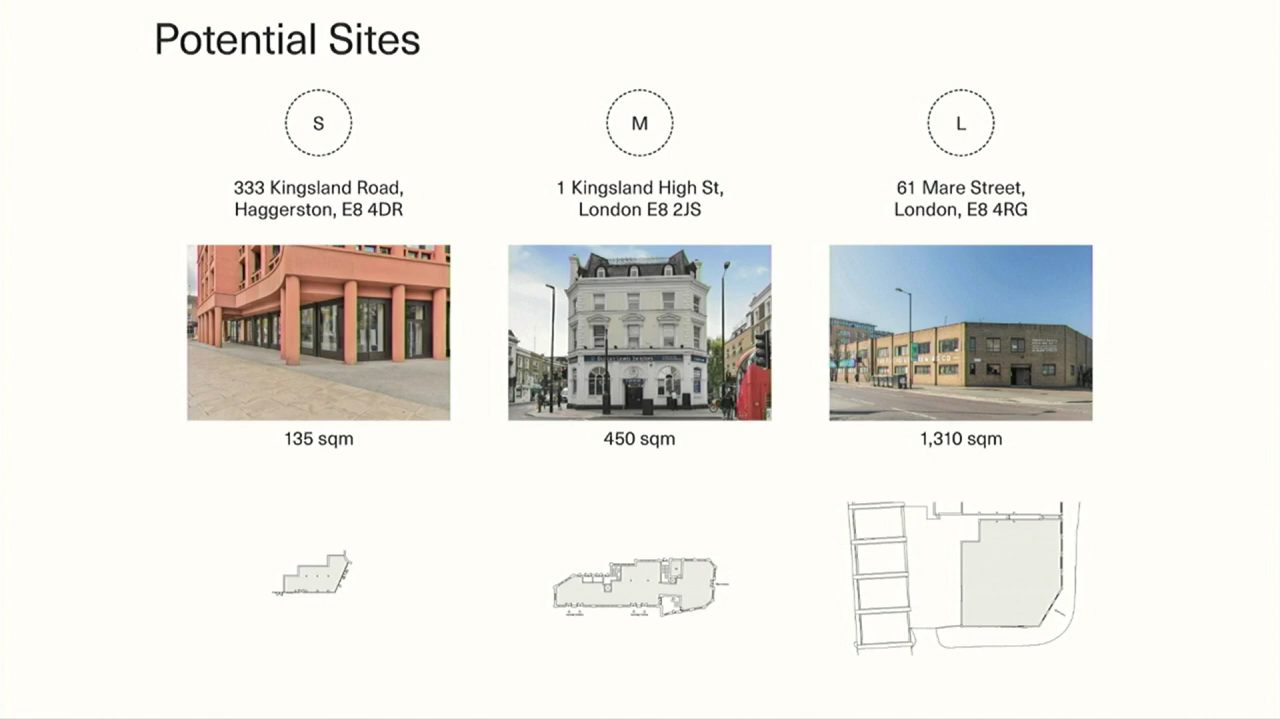 Potential Sites
S
M
L
333 Kingsland Road,
Haggerston, E8 4DR
1 Kingsland High St,
London E8 2JS
61 Mare Street,
London, E8 4RG
135 sqm
450 sqm
1,310 sqm